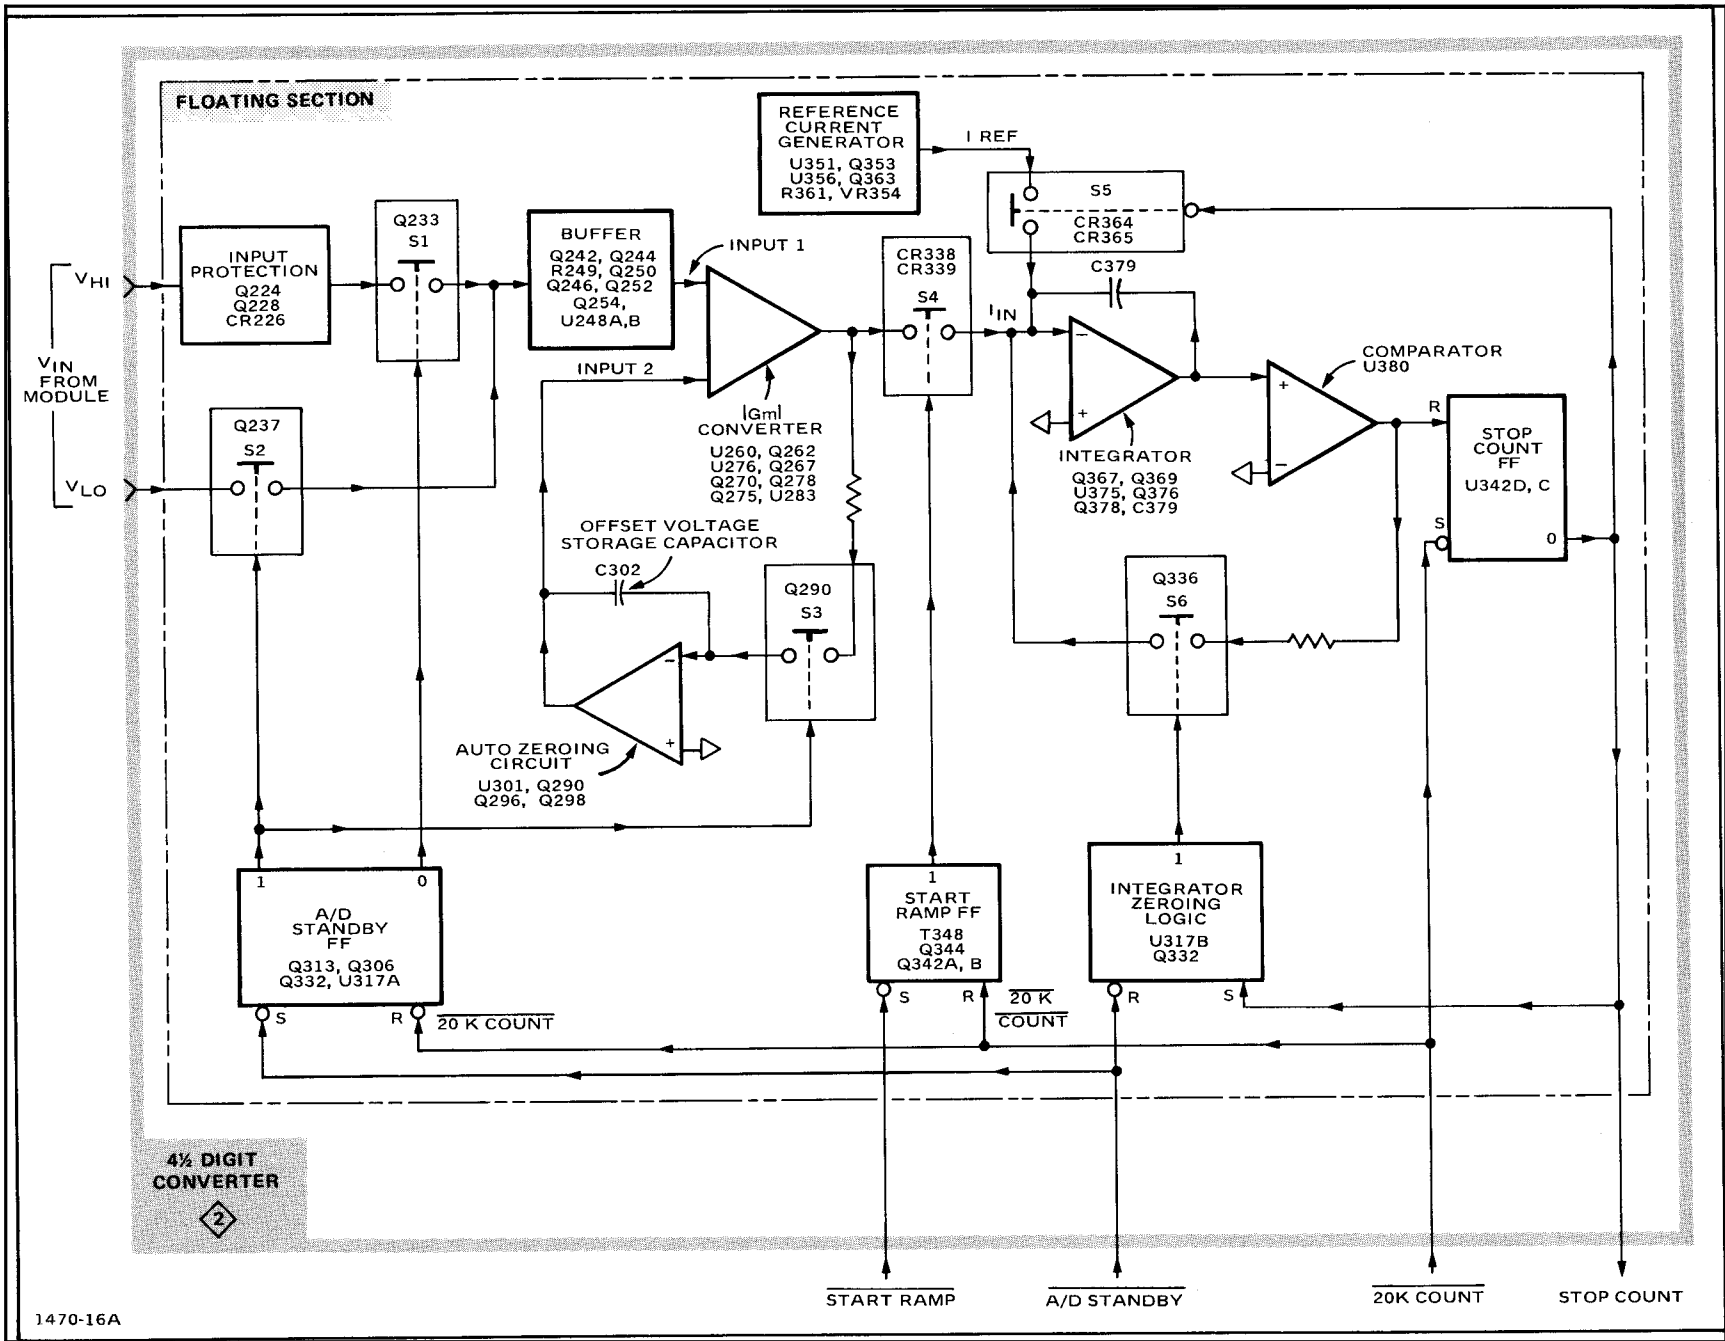 FLOATING SECTION
REFERENCE
CURRENT
GENERATOR
U351, Q353
U356, Q363
R361, VR354
I REF
S5
CR364
CR365
Q233
S1
INPUT
PROTECTION
Q224
Q228
CR226
BUFFER
Q242, Q244
R249, Q250
Q246, Q252
Q254,
U248A,B
INPUT 1
INPUT 2
CR338
CR339
S4
C379
IIN
VHI
VIN
FROM
MODULE
VLO
Q237
S2
|Gm|
CONVERTER
U260, Q262
U276, Q267
Q270, Q278
Q275, U283
−
+
INTEGRATOR
Q367, Q369
U375, Q376
Q378, C379
COMPARATOR
U380
+
−
R
STOP
COUNT
FF
U342D, C
S
0
OFFSET VOLTAGE
STORAGE CAPACITOR
C302
Q290
S3
Q336
S6
−
+
AUTO ZEROING
CIRCUIT
U301, Q290
Q296, Q298
1
0
A/D
STANDBY
FF
Q313, Q306
Q332, U317A
S
R
20 K COUNT
1
START
RAMP FF
T348
Q344
Q342A, B
S
R
20 K
COUNT
1
INTEGRATOR
ZEROING
LOGIC
U317B
Q332
R
S
4½ DIGIT
CONVERTER
2
START RAMP
A/D STANDBY
20K COUNT
STOP COUNT
1470-16A